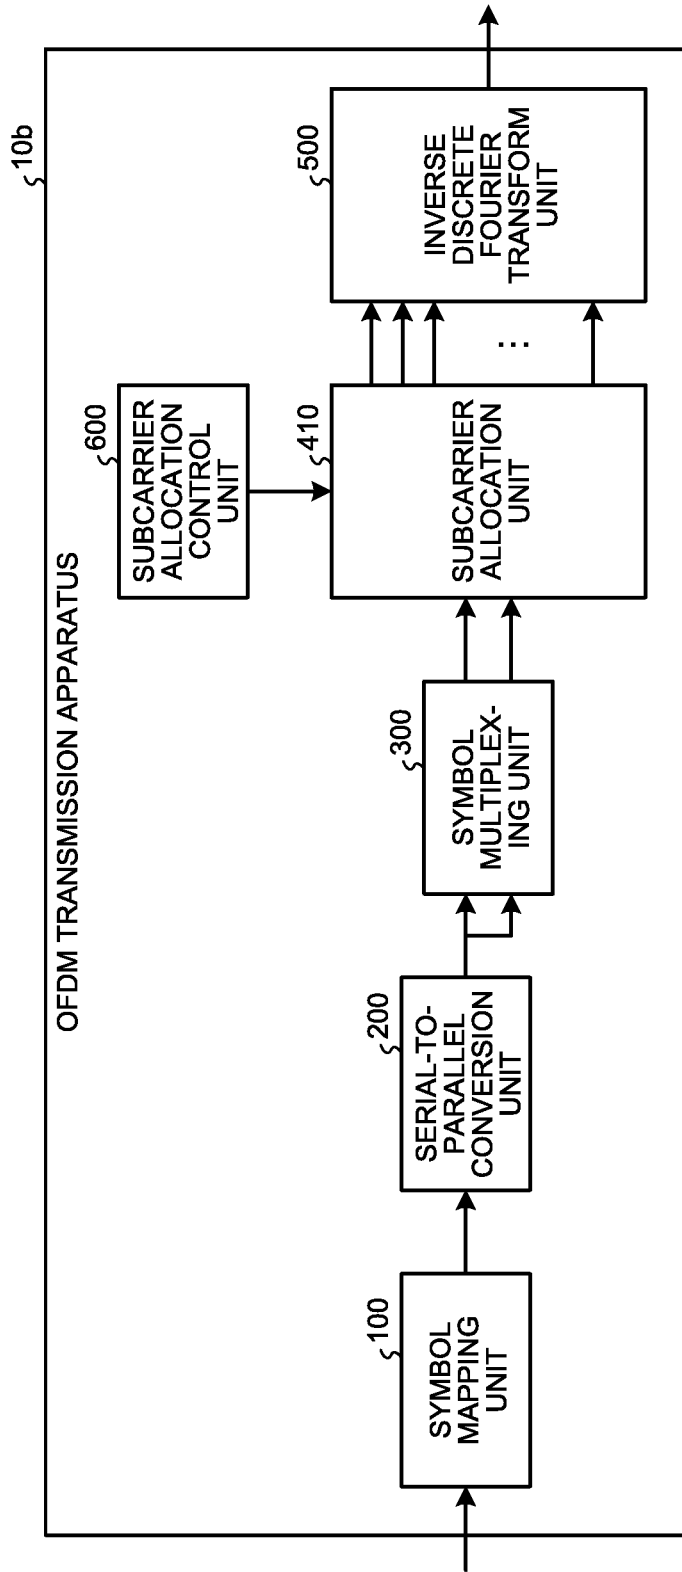 10b
OFDM TRANSMISSION APPARATUS
600
SUBCARRIER
ALLOCATION
CONTROL
UNIT
100
SYMBOL
MAPPING
UNIT
200
SERIAL-TO-
PARALLEL
CONVERSION
UNIT
300
SYMBOL
MULTIPLEX-
ING UNIT
410
SUBCARRIER
ALLOCATION
UNIT
...
500
INVERSE
DISCRETE
FOURIER
TRANSFORM
UNIT